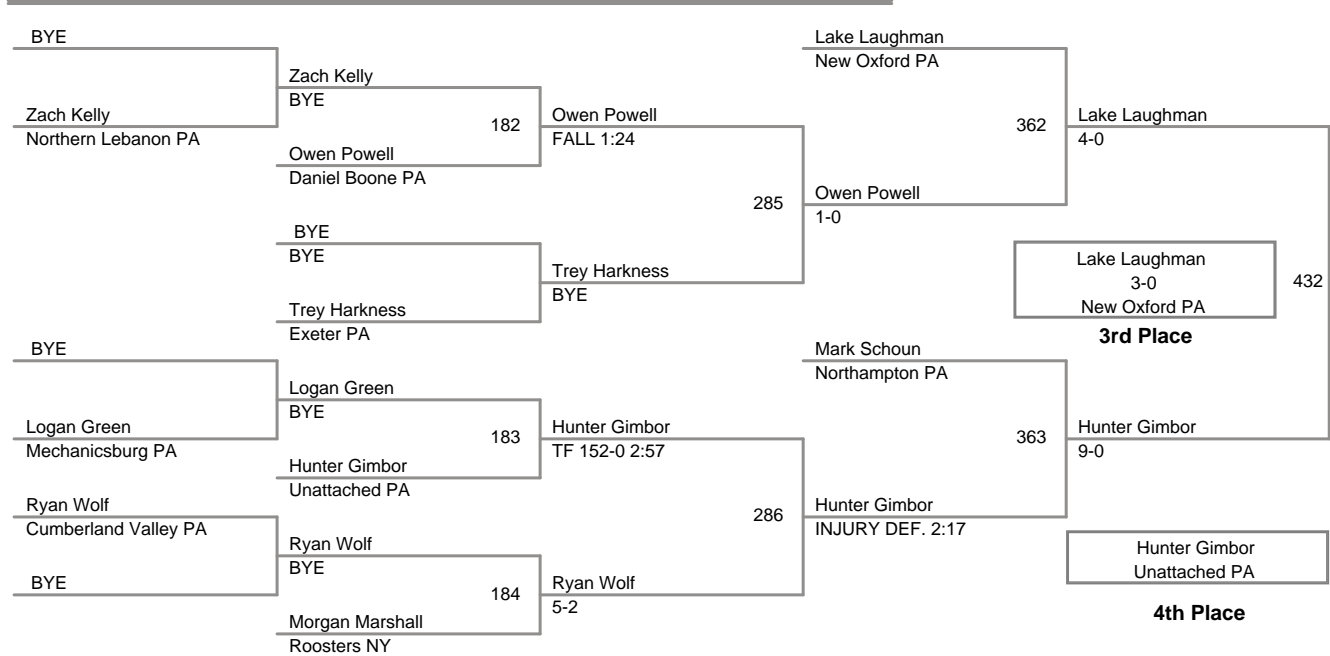 BYE
Zach Kelly
Northern Lebanon PA
Zach Kelly
BYE
182
Owen Powell
Daniel Boone PA
Owen Powell
FALL 1:24
BYE
BYE
Trey Harkness
Exeter PA
Trey Harkness
BYE
285
Lake Laughman
New Oxford PA
Owen Powell
1-0
362
Lake Laughman
4-0
Lake Laughman
3-0
New Oxford PA
3rd Place
432
BYE
Logan Green
Mechanicsburg PA
Logan Green
BYE
183
Hunter Gimbor
Unattached PA
Hunter Gimbor
TF 152-0 2:57
Ryan Wolf
Cumberland Valley PA
BYE
Ryan Wolf
BYE
184
Morgan Marshall
Roosters NY
Ryan Wolf
5-2
286
Mark Schoun
Northampton PA
Hunter Gimbor
INJURY DEF. 2:17
363
Hunter Gimbor
9-0
Hunter Gimbor
Unattached PA
4th Place